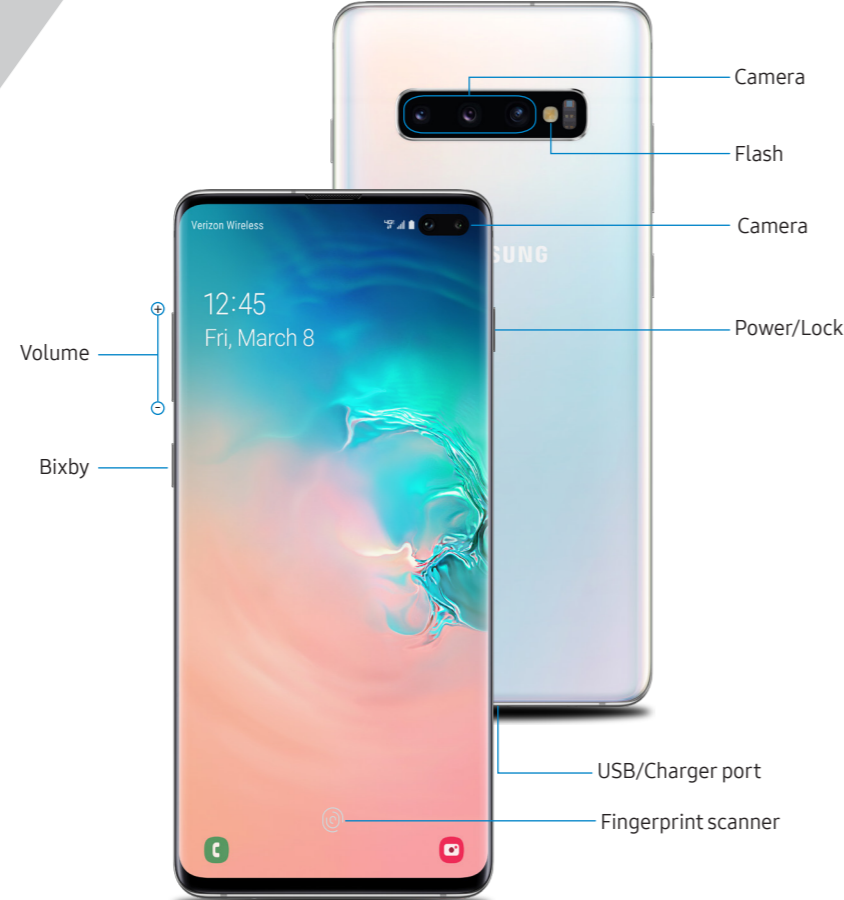 Camera
Flash
Verizon Wireless
Camera
SUNG
12:45
Fri, March 8
Power/Lock
+
Volume
-
Bixby
USB/Charger port
Fingerprint scanner